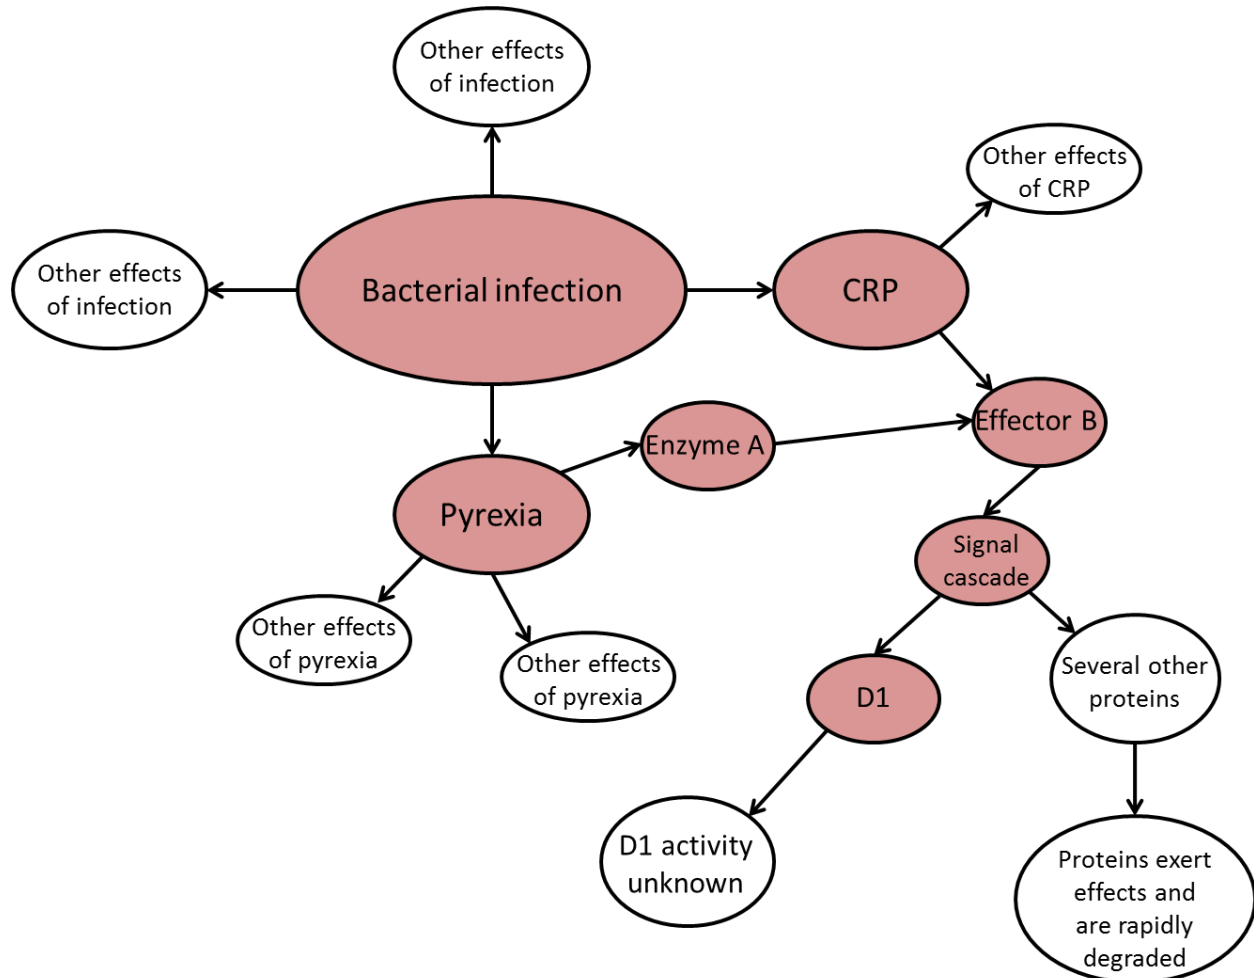 Other effects
of infection
Other effects
of CRP
Other effects
of infection
Bacterial infection
CRP
Effector B
Enzyme A
Pyrexia
Signal
cascade
Other effects
of pyrexia
Other effects
of pyrexia
D1
Several other
proteins
D1 activity
unknown
Proteins exert
effects and
are rapidly
degraded